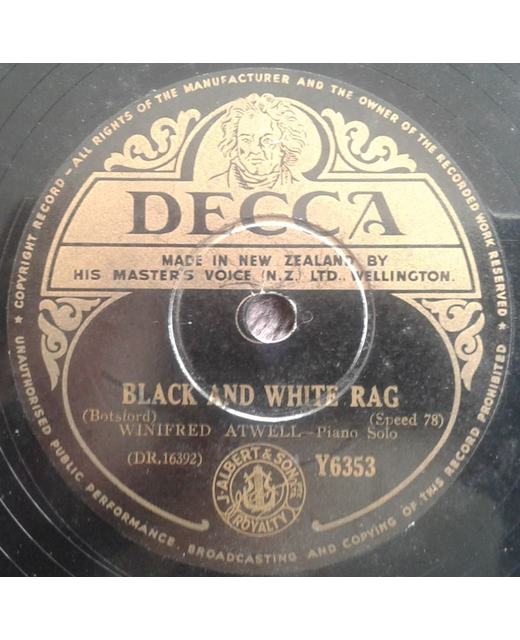 COPYRIGHT RECORD — ALL RIGHTS OF THE MANUFACTURER AND THE OWNER OF THE RECORDED WORK RESERVED ★
DECCA
MADE IN NEW ZEALAND BY
HIS MASTER'S VOICE (N.Z.) LTD., WELLINGTON.
BLACK AND WHITE RAG
(Botsford) (Speed 78)
WINIFRED ATWELL—Piano Solo
(DR.16392) Y6353
J. ALBERT & SON
ROYALTY
★ UNAUTHORISED PUBLIC PERFORMANCE, BROADCASTING AND COPYING OF THIS RECORD PROHIBITED